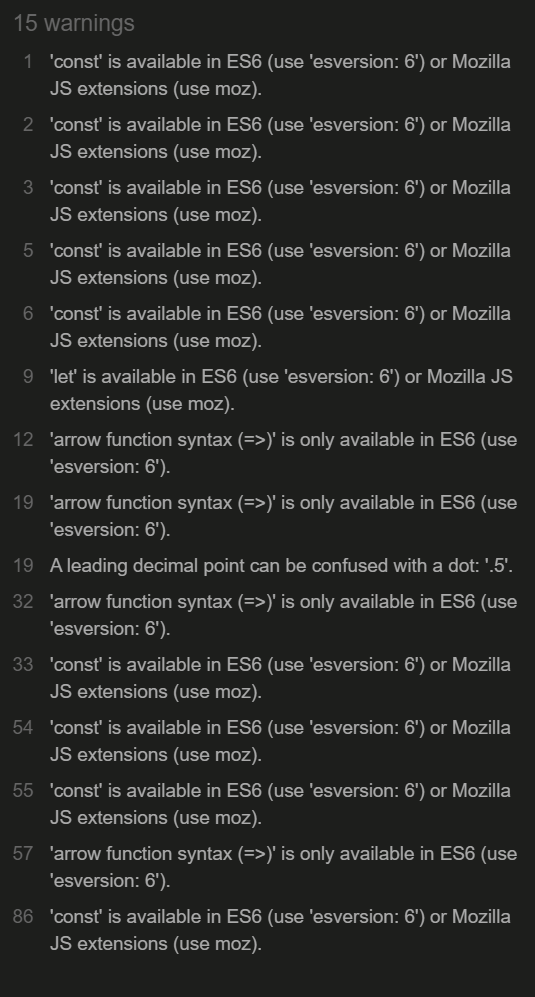 15 warnings
1 'const' is available in ES6 (use 'esversion: 6') or Mozilla
JS extensions (use moz).
2 'const' is available in ES6 (use 'esversion: 6') or Mozilla
JS extensions (use moz).
3 'const' is available in ES6 (use 'esversion: 6') or Mozilla
JS extensions (use moz).
5 'const' is available in ES6 (use 'esversion: 6') or Mozilla
JS extensions (use moz).
6 'const' is available in ES6 (use 'esversion: 6') or Mozilla
JS extensions (use moz).
9 'let' is available in ES6 (use 'esversion: 6') or Mozilla JS
extensions (use moz).
12 'arrow function syntax (=>)' is only available in ES6 (use
'esversion: 6').
19 'arrow function syntax (=>)' is only available in ES6 (use
'esversion: 6').
19 A leading decimal point can be confused with a dot: '.5'.
32 'arrow function syntax (=>)' is only available in ES6 (use
'esversion: 6').
33 'const' is available in ES6 (use 'esversion: 6') or Mozilla
JS extensions (use moz).
54 'const' is available in ES6 (use 'esversion: 6') or Mozilla
JS extensions (use moz).
55 'const' is available in ES6 (use 'esversion: 6') or Mozilla
JS extensions (use moz).
57 'arrow function syntax (=>)' is only available in ES6 (use
'esversion: 6').
86 'const' is available in ES6 (use 'esversion: 6') or Mozilla
JS extensions (use moz).